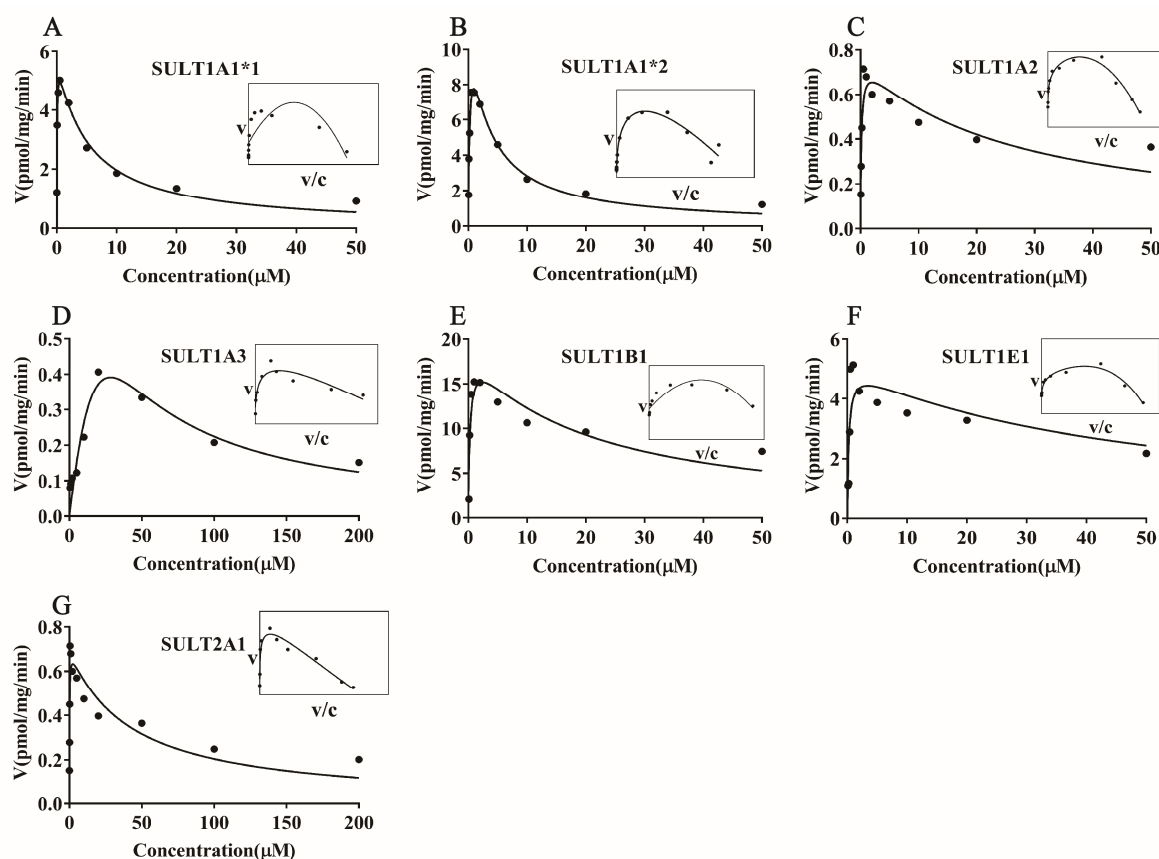 A
SULT1A1*1
V(pmol/mg/min)
6
4
2
0
0 10 20 30 40 50
Concentration(μM)
v
v/c
B
SULT1A1*2
V(pmol/mg/min)
10
8
6
4
2
0
0 10 20 30 40 50
Concentration(μM)
v
v/c
C
SULT1A2
V(pmol/mg/min)
0.8
0.6
0.4
0.2
0.0
0 10 20 30 40 50
Concentration(μM)
v
v/c
D
SULT1A3
V(pmol/mg/min)
0.5
0.4
0.3
0.2
0.1
0.0
0 50 100 150 200
Concentration(μM)
v
v/c
E
SULT1B1
V(pmol/mg/min)
20
15
10
5
0
0 10 20 30 40 50
Concentration(μM)
v
v/c
F
SULT1E1
V(pmol/mg/min)
6
4
2
0
0 10 20 30 40 50
Concentration(μM)
v
v/c
G
SULT2A1
V(pmol/mg/min)
0.8
0.6
0.4
0.2
0.0
0 50 100 150 200
Concentration(μM)
v
v/c